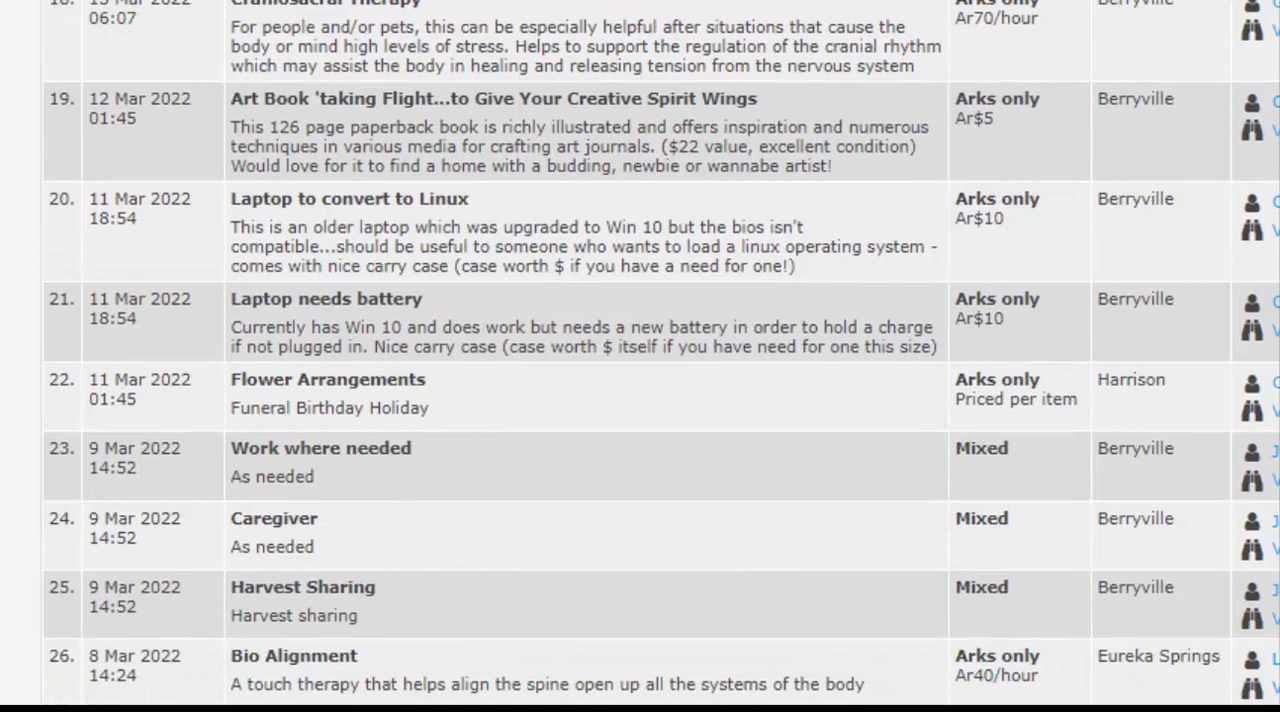 18. 13 Mar 2022 Craniosacral Therapy Arks only Berryville
06:07 Ar70/hour
For people and/or pets, this can be especially helpful after situations that cause the
body or mind high levels of stress. Helps to support the regulation of the cranial rhythm
which may assist the body in healing and releasing tension from the nervous system
19. 12 Mar 2022 Art Book 'taking Flight...to Give Your Creative Spirit Wings Arks only Berryville
01:45 Ar$5
This 126 page paperback book is richly illustrated and offers inspiration and numerous
techniques in various media for crafting art journals. ($22 value, excellent condition)
Would love for it to find a home with a budding, newbie or wannabe artist!
20. 11 Mar 2022 Laptop to convert to Linux Arks only Berryville
18:54 Ar$10
This is an older laptop which was upgraded to Win 10 but the bios isn't
compatible...should be useful to someone who wants to load a linux operating system -
comes with nice carry case (case worth $ if you have a need for one!)
21. 11 Mar 2022 Laptop needs battery Arks only Berryville
18:54 Ar$10
Currently has Win 10 and does work but needs a new battery in order to hold a charge
if not plugged in. Nice carry case (case worth $ itself if you have need for one this size)
22. 11 Mar 2022 Flower Arrangements Arks only Harrison
01:45 Priced per item
Funeral Birthday Holiday
23. 9 Mar 2022 Work where needed Mixed Berryville
14:52
As needed
24. 9 Mar 2022 Caregiver Mixed Berryville
14:52
As needed
25. 9 Mar 2022 Harvest Sharing Mixed Berryville
14:52
Harvest sharing
26. 8 Mar 2022 Bio Alignment Arks only Eureka Springs
14:24 Ar40/hour
A touch therapy that helps align the spine open up all the systems of the body